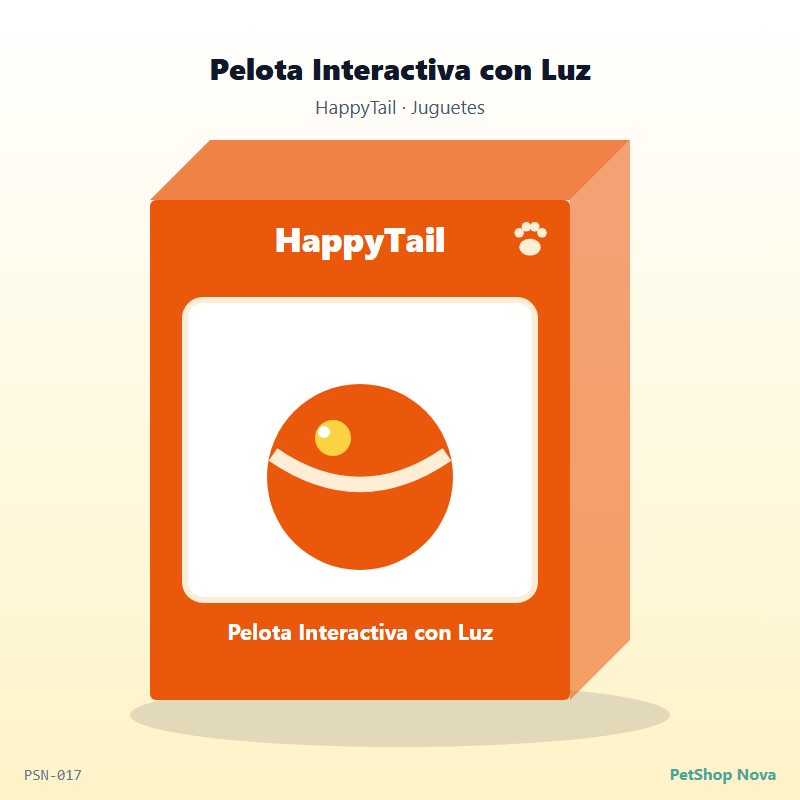 Pelota Interactiva con Luz
HappyTail · Juguetes
HappyTail
Pelota Interactiva con Luz
PSN-017
PetShop Nova